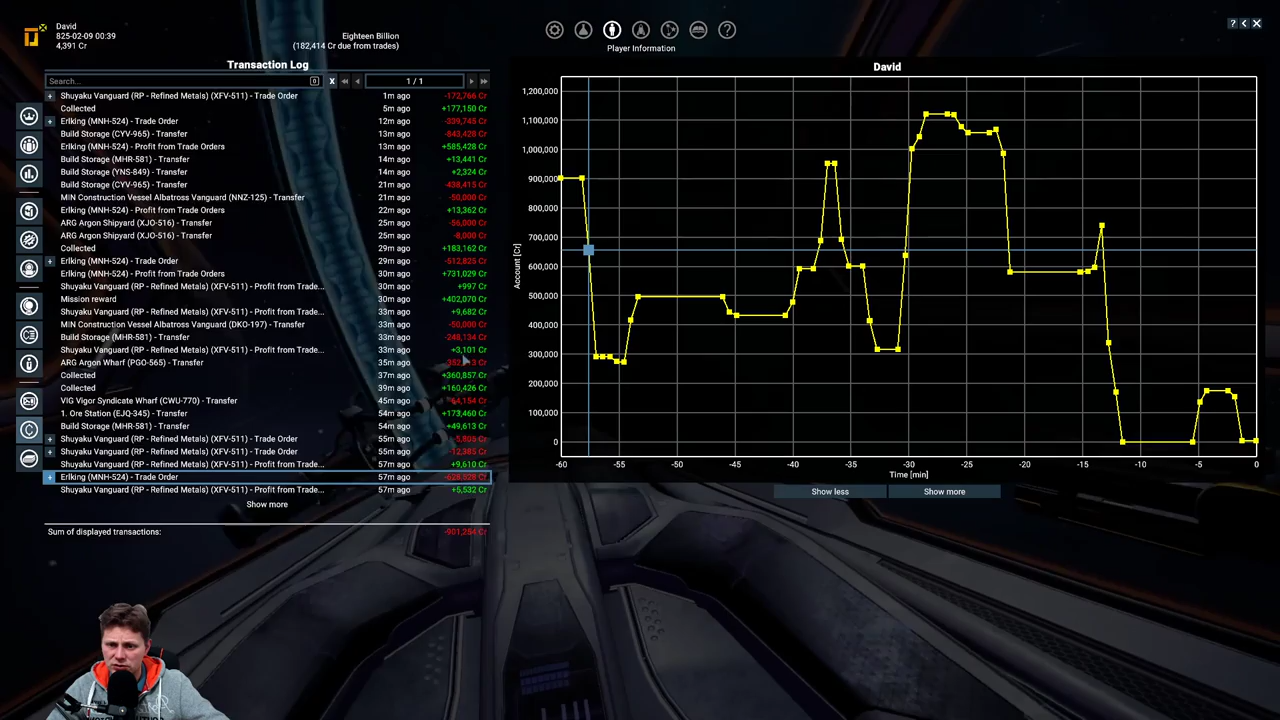 David
825-02-09 00:39
4,391 Cr
Eighteen Billion
(182,414 Cr due from trades)
Player Information
Transaction Log
Search...
1 / 1
Shuyaku Vanguard (RP - Refined Metals) (XFV-511) - Trade Order 1m ago -172,766 Cr
Collected 5m ago +177,150 Cr
Erlking (MNH-524) - Trade Order 12m ago -339,745 Cr
Build Storage (CYV-965) - Transfer 13m ago -843,420 Cr
Erlking (MNH-524) - Profit from Trade Orders 13m ago +585,428 Cr
Build Storage (MHR-581) - Transfer 14m ago +13,441 Cr
Build Storage (YNS-849) - Transfer 14m ago +2,324 Cr
Build Storage (CYV-965) - Transfer 21m ago -438,415 Cr
MIN Construction Vessel Albatross Vanguard (NNZ-125) - Transfer 21m ago -50,000 Cr
Erlking (MNH-524) - Profit from Trade Orders 22m ago +13,362 Cr
ARG Argon Shipyard (XJO-516) - Transfer 25m ago -56,000 Cr
ARG Argon Shipyard (XJO-516) - Transfer 25m ago -8,000 Cr
Collected 29m ago +183,162 Cr
Erlking (MNH-524) - Trade Order 29m ago -512,825 Cr
Erlking (MNH-524) - Profit from Trade Orders 30m ago +731,029 Cr
Shuyaku Vanguard (RP - Refined Metals) (XFV-511) - Profit from Trade... 30m ago +997 Cr
Mission reward 30m ago +402,070 Cr
Shuyaku Vanguard (RP - Refined Metals) (XFV-511) - Profit from Trade... 33m ago +9,682 Cr
MIN Construction Vessel Albatross Vanguard (DKO-197) - Transfer 33m ago -50,000 Cr
Build Storage (MHR-581) - Transfer 33m ago -248,134 Cr
Shuyaku Vanguard (RP - Refined Metals) (XFV-511) - Profit from Trade... 33m ago +3,101 Cr
ARG Argon Wharf (PGO-565) - Transfer 35m ago Cr
Collected 37m ago +360,857 Cr
Collected 39m ago +160,426 Cr
VIG Vigor Syndicate Wharf (CWU-770) - Transfer 45m ago -64,154 Cr
1. Ore Station (EJQ-345) - Transfer 54m ago +173,460 Cr
Build Storage (MHR-581) - Transfer 54m ago +49,613 Cr
Shuyaku Vanguard (RP - Refined Metals) (XFV-511) - Trade Order 55m ago -5,805 Cr
Shuyaku Vanguard (RP - Refined Metals) (XFV-511) - Trade Order 55m ago -12,385 Cr
Shuyaku Vanguard (RP - Refined Metals) (XFV-511) - Profit from Trade... 57m ago +9,610 Cr
Erlking (MNH-524) - Trade Order 57m ago -628,528 Cr
Shuyaku Vanguard (RP - Refined Metals) (XFV-511) - Profit from Trade... 57m ago +5,532 Cr
Show more
Sum of displayed transactions: -901,254 Cr
David
1,200,000
1,100,000
1,000,000
900,000
800,000
700,000
600,000
500,000
400,000
300,000
200,000
100,000
0
Account [Cr]
-60 -55 -50 -45 -40 -35 -30 -25 -20 -15 -10 -5 0
Time [min]
Show less
Show more